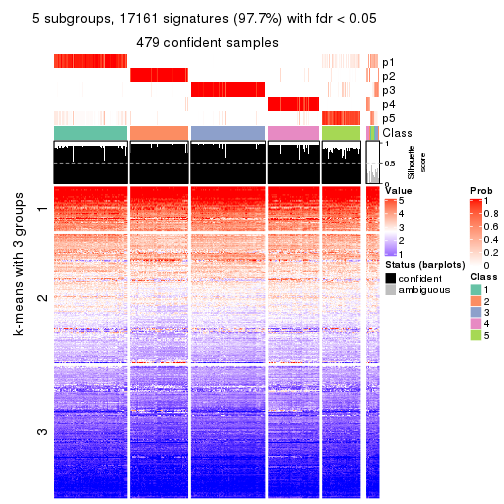 5 subgroups, 17161 signatures (97.7%) with fdr < 0.05
479 confident samples
p1
p2
p3
p4
p5
Class
1
0.5
0
Silhouette
score
k-means with 3 groups
1
2
3
Value
5
4
3
2
1
Status (barplots)
confident
ambiguous
Prob
1
0.8
0.6
0.4
0.2
0
Class
1
2
3
4
5